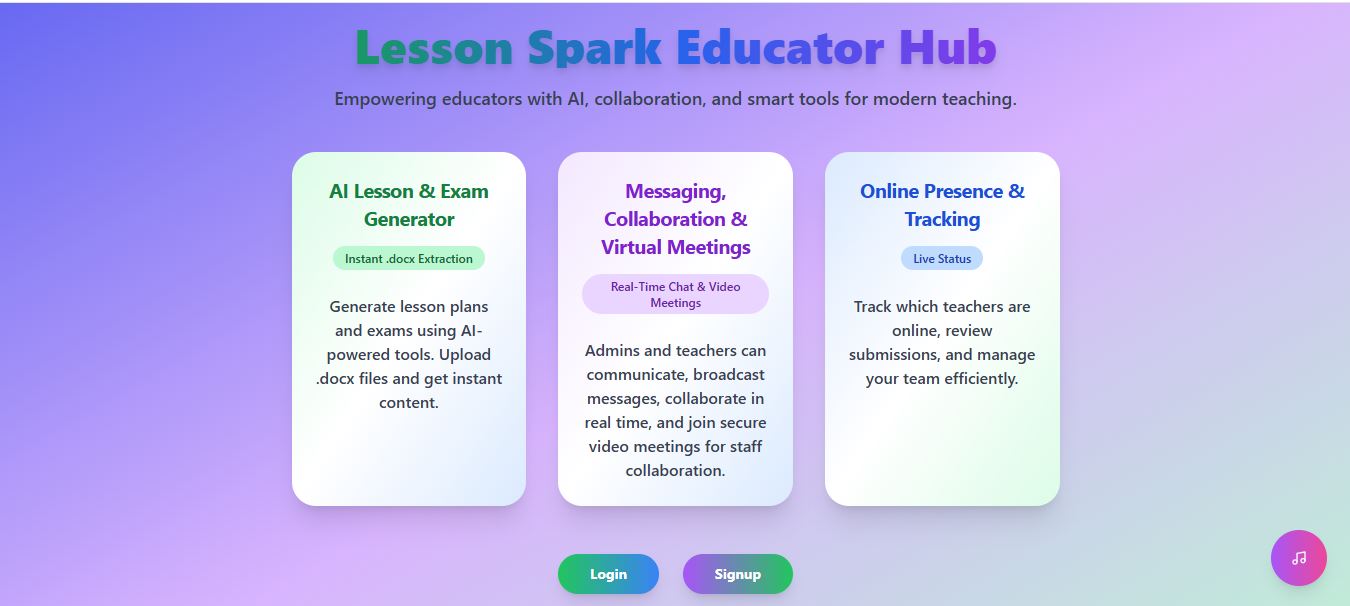 Lesson Spark Educator Hub
Empowering educators with AI, collaboration, and smart tools for modern teaching.
AI Lesson & Exam
Generator
Instant .docx Extraction
Generate lesson plans
and exams using AI-
powered tools. Upload
.docx files and get instant
content.
Messaging,
Collaboration &
Virtual Meetings
Real-Time Chat & Video
Meetings
Admins and teachers can
communicate, broadcast
messages, collaborate in
real time, and join secure
video meetings for staff
collaboration.
Online Presence &
Tracking
Live Status
Track which teachers are
online, review
submissions, and manage
your team efficiently.
Login
Signup